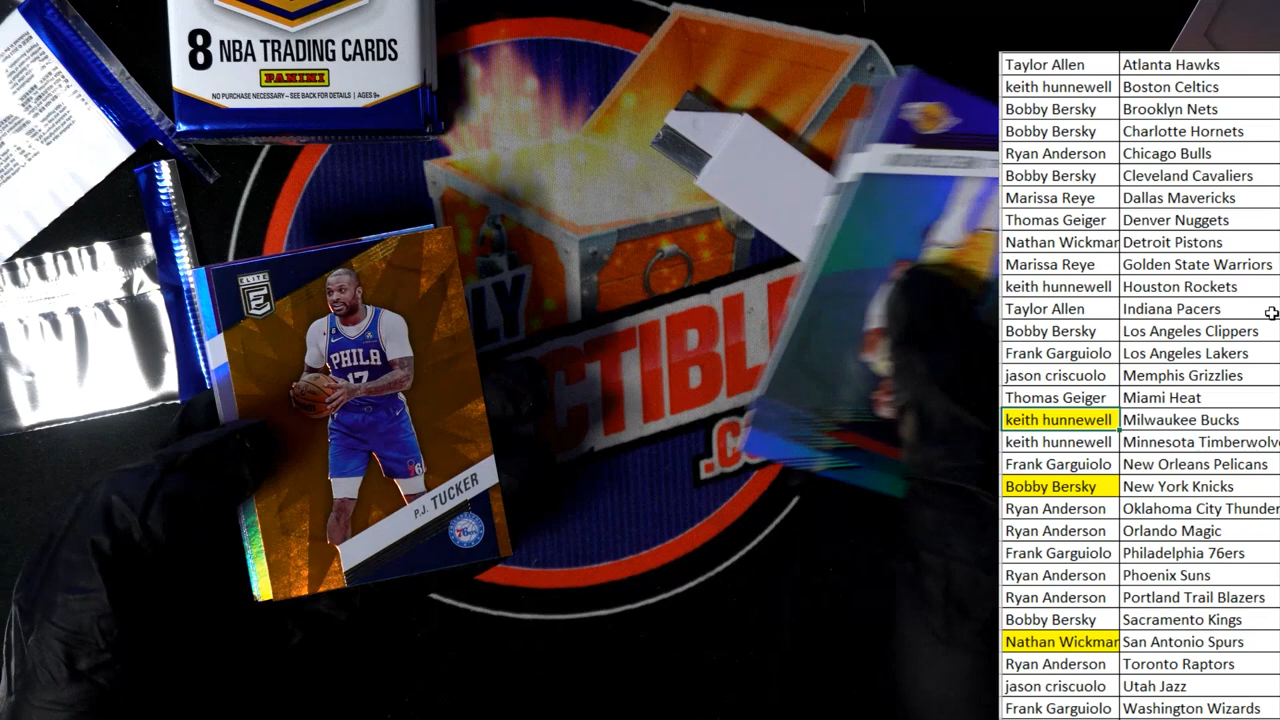 8 NBA TRADING CARDS
PANINI
NO PURCHASE NECESSARY – SEE BACK FOR DETAILS | AGES 9+
ELITE
E
PHILA
17
P.J. TUCKER
76ers
CTIBL
.co
Taylor Allen Atlanta Hawks
keith hunnewell Boston Celtics
Bobby Bersky Brooklyn Nets
Bobby Bersky Charlotte Hornets
Ryan Anderson Chicago Bulls
Bobby Bersky Cleveland Cavaliers
Marissa Reye Dallas Mavericks
Thomas Geiger Denver Nuggets
Nathan Wickmar Detroit Pistons
Marissa Reye Golden State Warriors
keith hunnewell Houston Rockets
Taylor Allen Indiana Pacers
Bobby Bersky Los Angeles Clippers
Frank Garguiolo Los Angeles Lakers
jason criscuolo Memphis Grizzlies
Thomas Geiger Miami Heat
keith hunnewell Milwaukee Bucks
keith hunnewell Minnesota Timberwolv
Frank Garguiolo New Orleans Pelicans
Bobby Bersky New York Knicks
Ryan Anderson Oklahoma City Thunder
Ryan Anderson Orlando Magic
Frank Garguiolo Philadelphia 76ers
Ryan Anderson Phoenix Suns
Ryan Anderson Portland Trail Blazers
Bobby Bersky Sacramento Kings
Nathan Wickmar San Antonio Spurs
Ryan Anderson Toronto Raptors
jason criscuolo Utah Jazz
Frank Garguiolo Washington Wizards